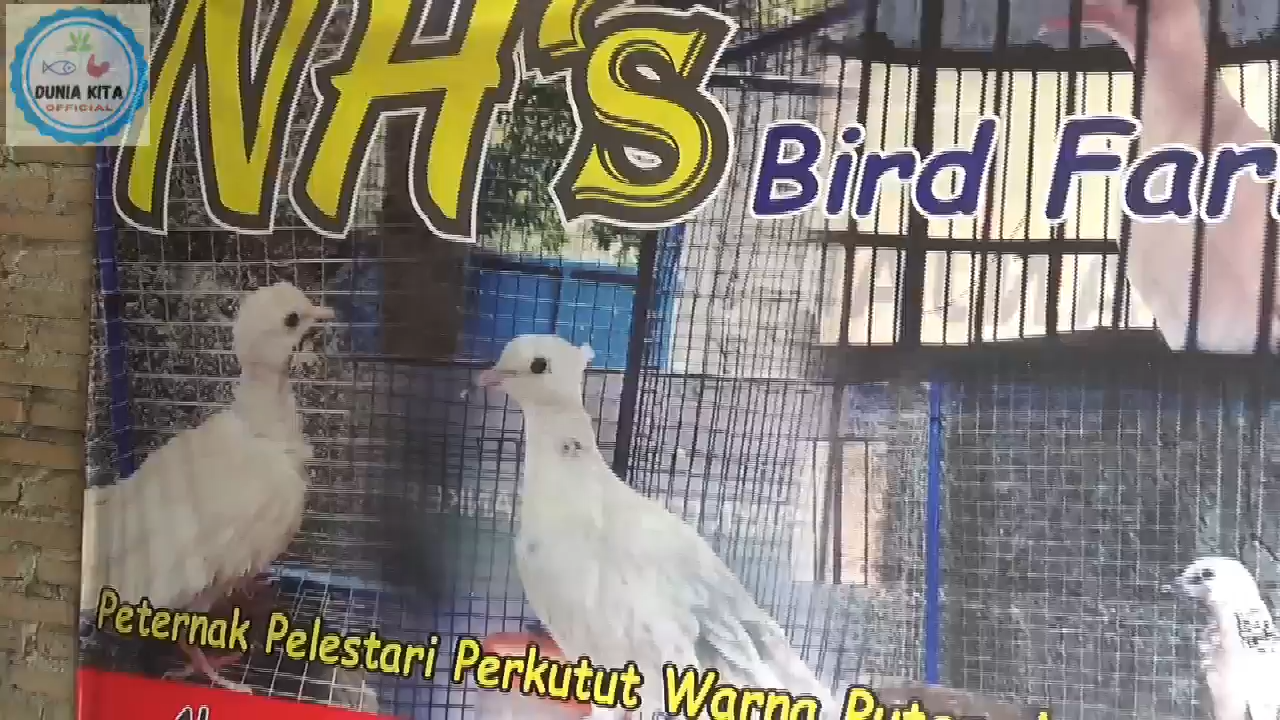 DUNIA KITA
OFFICIAL
NH's
Bird Far
Peternak Pelestari Perkutut Warna